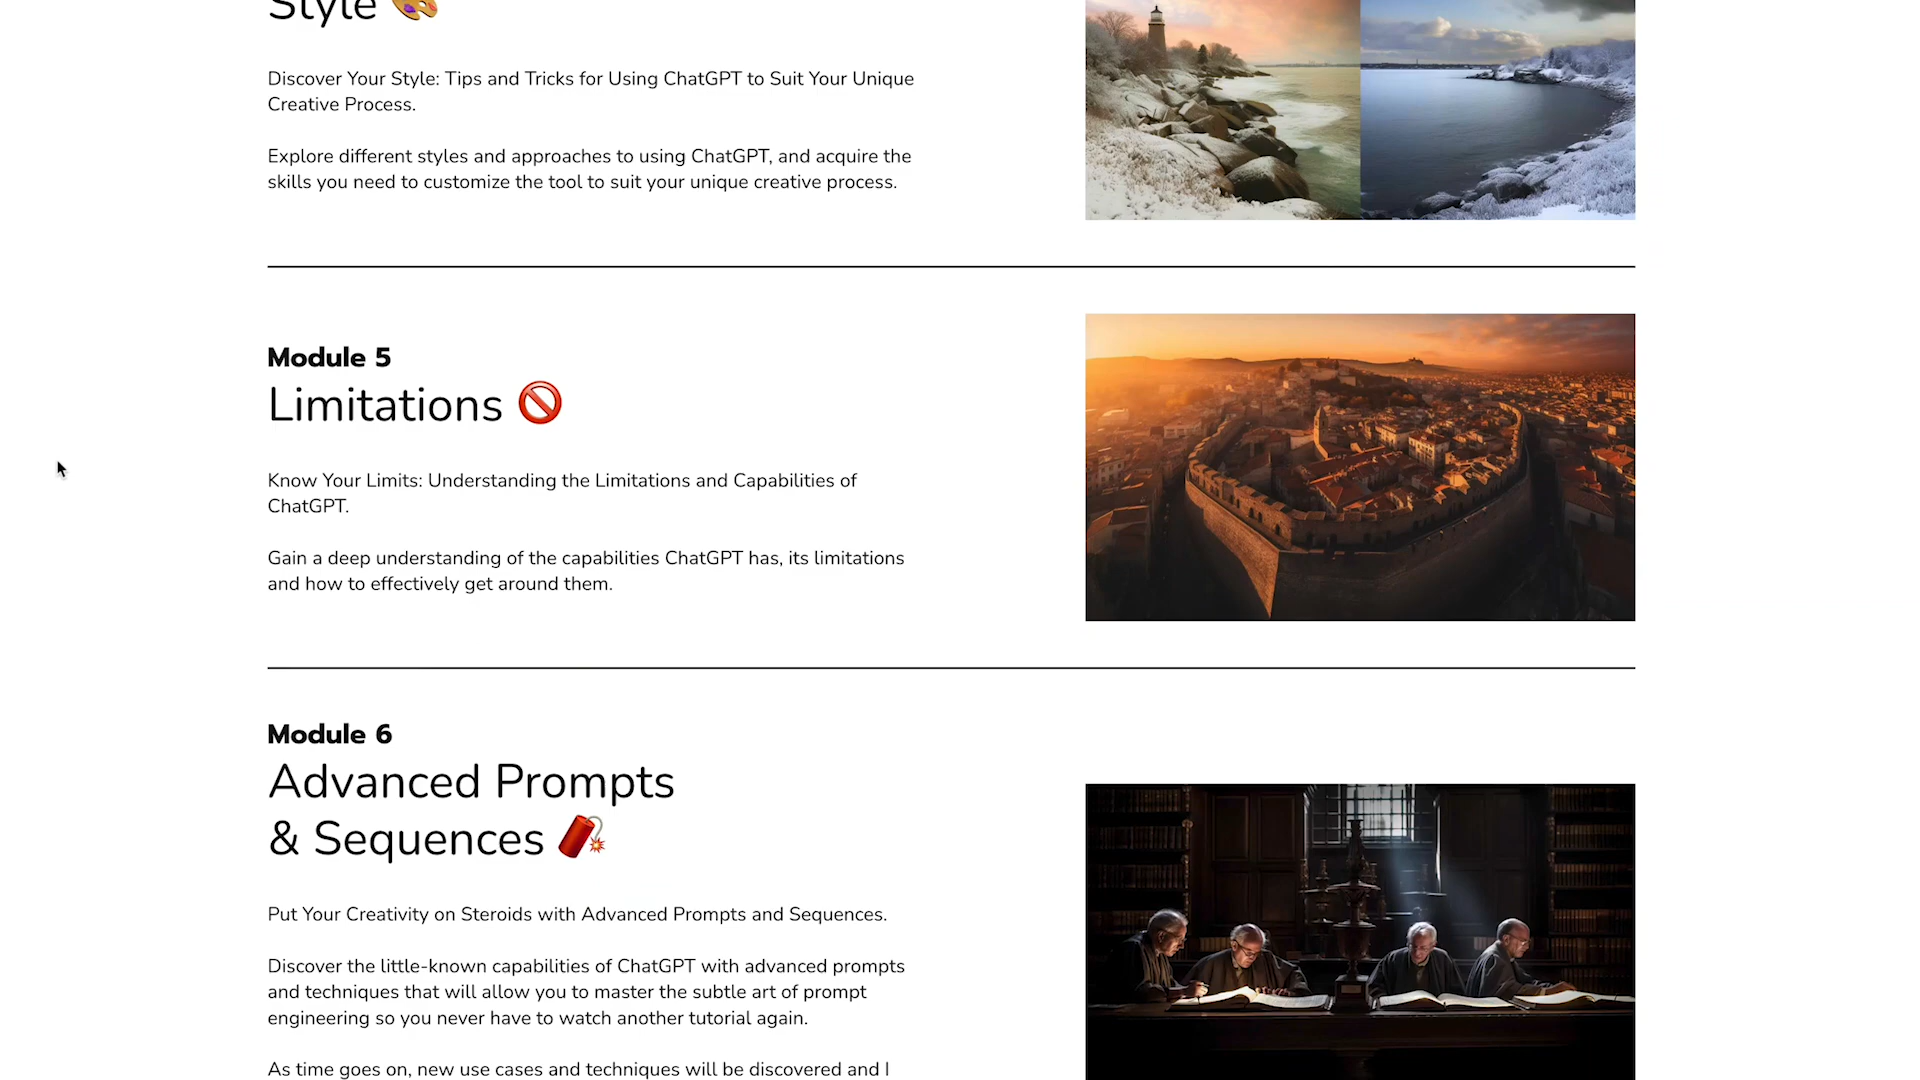 Style 🎨
Discover Your Style: Tips and Tricks for Using ChatGPT to Suit Your Unique
Creative Process.
Explore different styles and approaches to using ChatGPT, and acquire the
skills you need to customize the tool to suit your unique creative process.
Module 5
Limitations 🚫
Know Your Limits: Understanding the Limitations and Capabilities of
ChatGPT.
Gain a deep understanding of the capabilities ChatGPT has, its limitations
and how to effectively get around them.
Module 6
Advanced Prompts
& Sequences 🧨
Put Your Creativity on Steroids with Advanced Prompts and Sequences.
Discover the little-known capabilities of ChatGPT with advanced prompts
and techniques that will allow you to master the subtle art of prompt
engineering so you never have to watch another tutorial again.
As time goes on, new use cases and techniques will be discovered and I